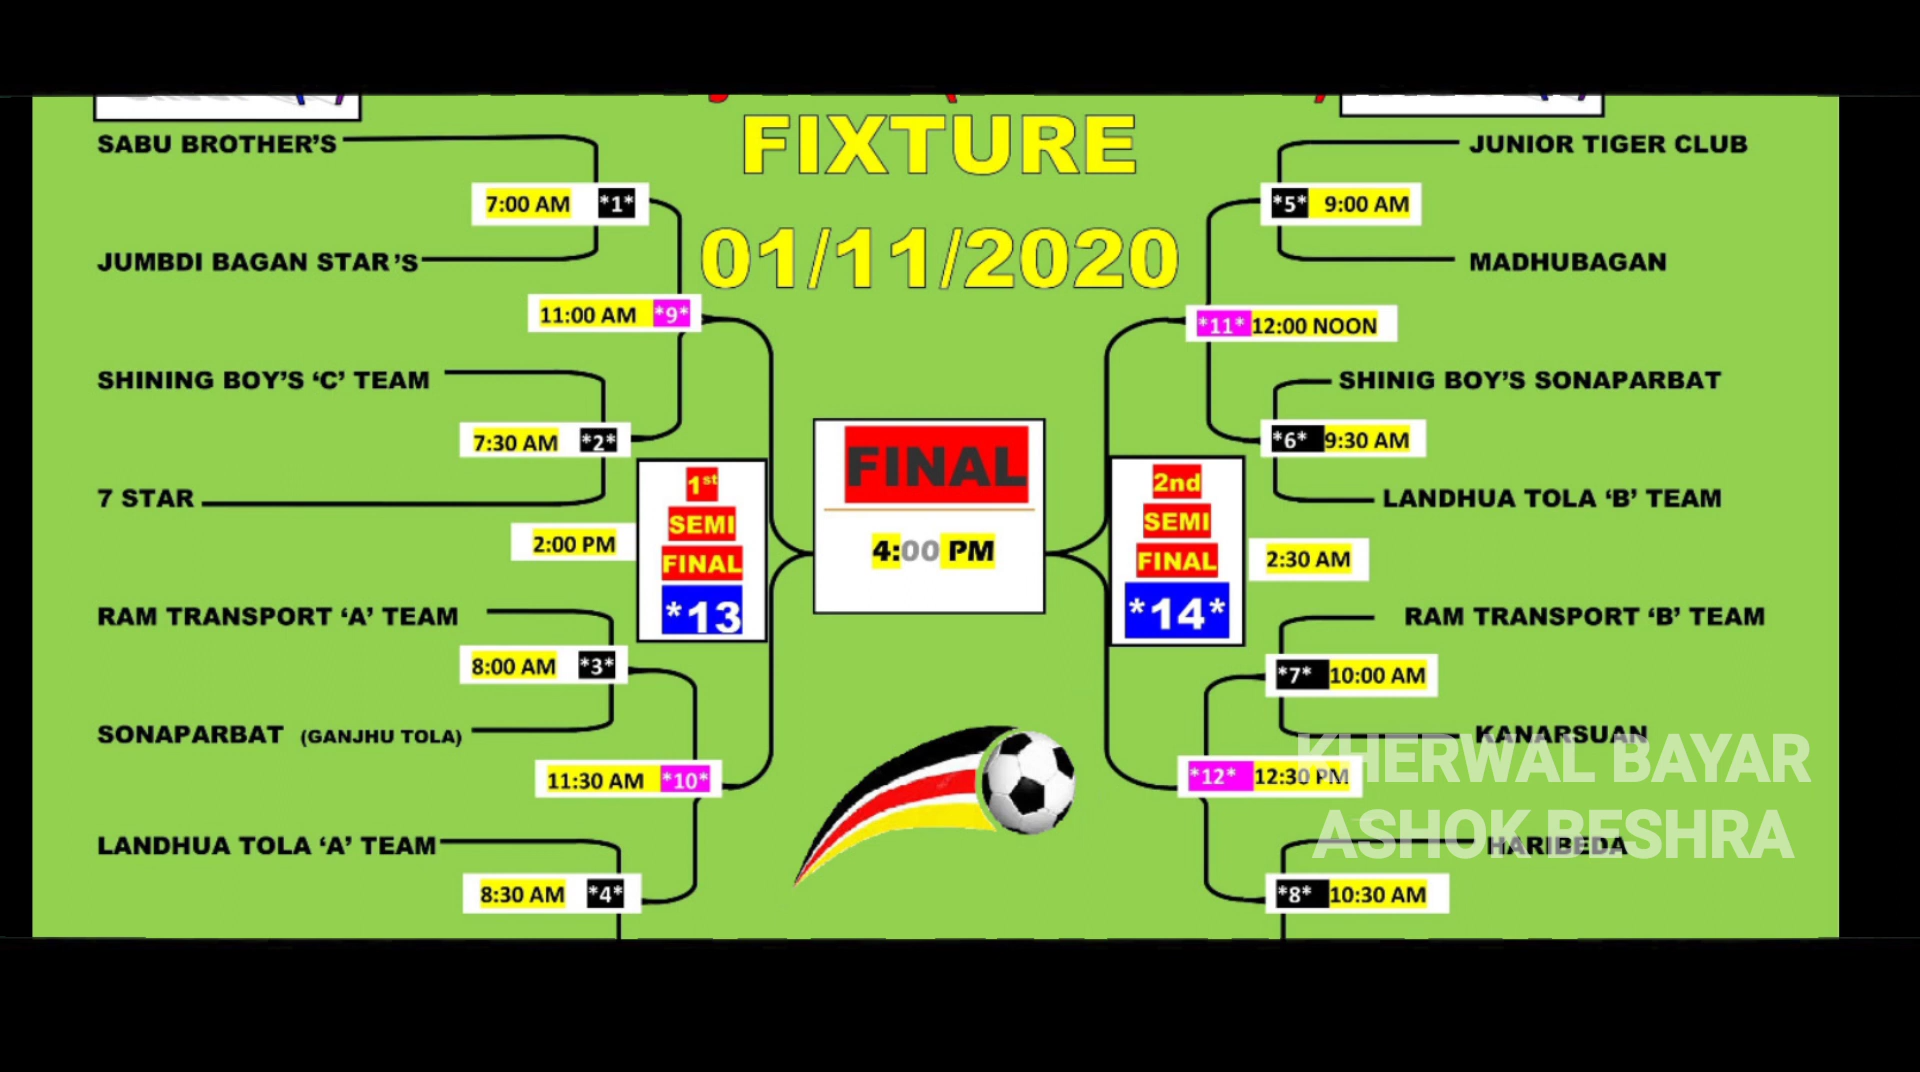 FIXTURE
01/11/2020
SABU BROTHER'S
7:00 AM *1*
JUMBDI BAGAN STAR'S
11:00 AM *9*
SHINING BOY'S 'C' TEAM
7:30 AM *2*
7 STAR
2:00 PM
1st
SEMI
FINAL
*13
RAM TRANSPORT 'A' TEAM
8:00 AM *3*
SONAPARBAT (GANJHU TOLA)
11:30 AM *10*
LANDHUA TOLA 'A' TEAM
8:30 AM *4*
FINAL
4:00 PM
JUNIOR TIGER CLUB
*5* 9:00 AM
MADHUBAGAN
*11* 12:00 NOON
SHINIG BOY'S SONAPARBAT
*6* 9:30 AM
LANDHUA TOLA 'B' TEAM
2nd
SEMI
FINAL
*14*
2:30 AM
RAM TRANSPORT 'B' TEAM
*7* 10:00 AM
KANARSUAN
*12* 12:30 PM
HARIBEDA
*8* 10:30 AM
KHERWAL BAYAR
ASHOK BESHRA